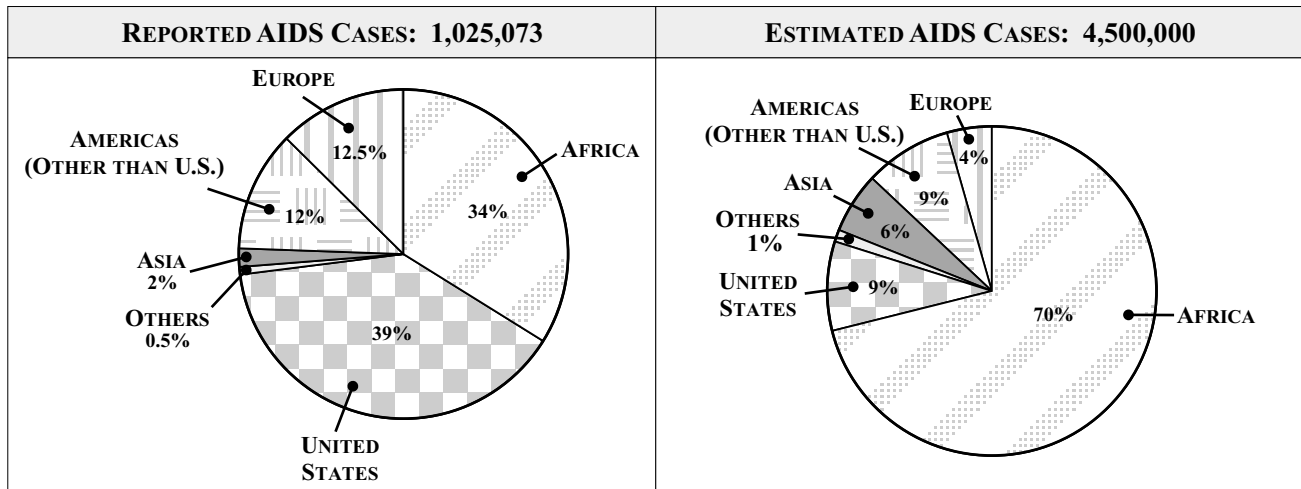 REPORTED AIDS CASES: 1,025,073
EUROPE
12.5%
AMERICAS
(OTHER THAN U.S.)
12%
AFRICA
34%
ASIA
2%
OTHERS
0.5%
39%
UNITED
STATES
ESTIMATED AIDS CASES: 4,500,000
EUROPE
4%
AMERICAS
(OTHER THAN U.S.)
9%
ASIA
6%
OTHERS
1%
UNITED
STATES
9%
70%
AFRICA